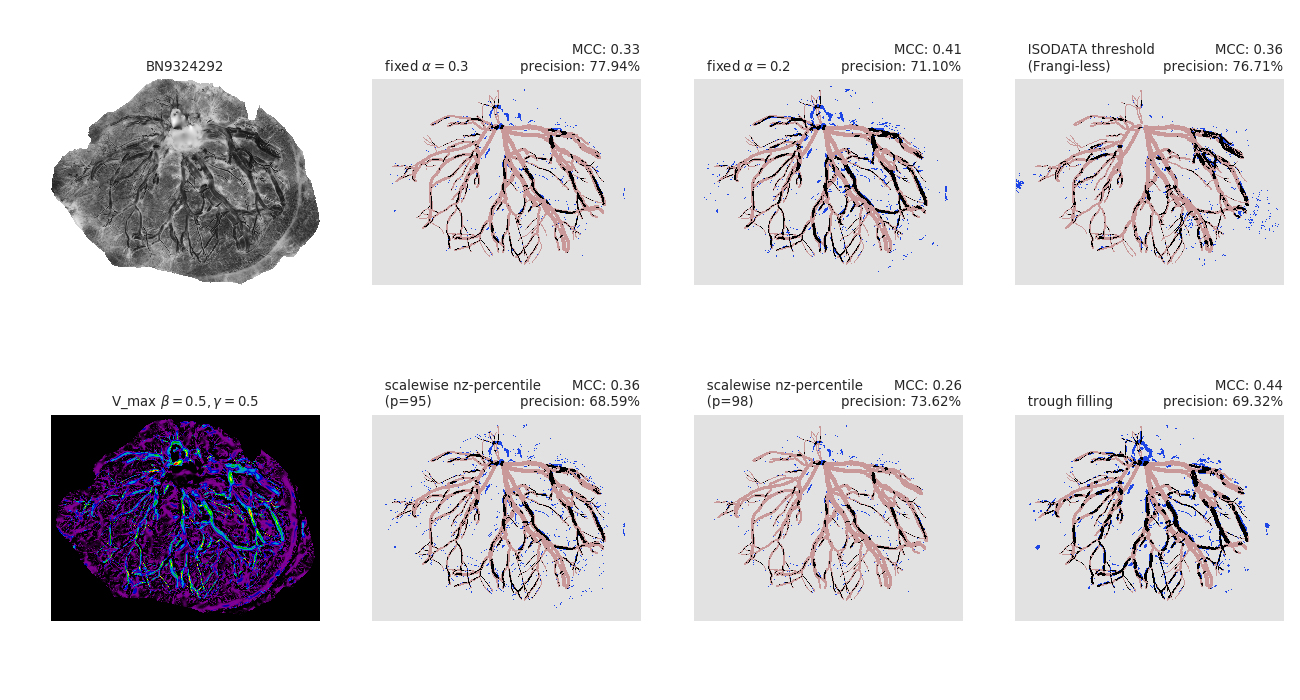 BN9324292
fixed α = 0.3
MCC: 0.33
precision: 77.94%
fixed α = 0.2
MCC: 0.41
precision: 71.10%
ISODATA threshold
(Frangi-less)
MCC: 0.36
precision: 76.71%
V_max β = 0.5, γ = 0.5
scalewise nz-percentile
(p=95)
MCC: 0.36
precision: 68.59%
scalewise nz-percentile
(p=98)
MCC: 0.26
precision: 73.62%
trough filling
MCC: 0.44
precision: 69.32%